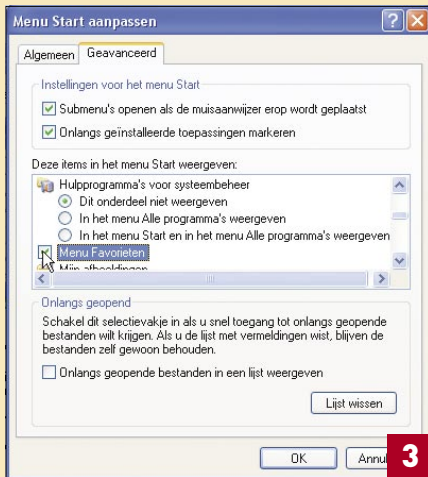 Menu Start aanpassen
Algemeen Geavanceerd
Instellingen voor het menu Start
Submenu's openen als de muisaanwijzer erop wordt geplaatst
Onlangs geïnstalleerde toepassingen markeren
Deze items in het menu Start weergeven:
Hulpprogramma's voor systeembeheer
Dit onderdeel niet weergeven
In het menu Alle programma's weergeven
In het menu Start en in het menu Alle programma's weergeven
Menu Favorieten
Mijn afbeeldingen
Onlangs geopend
Schakel dit selectievakje in als u snel toegang tot onlangs geopende
bestanden wilt krijgen. Als u de lijst met vermeldingen wist, blijven de
bestanden zelf gewoon behouden.
Onlangs geopende bestanden in een lijst weergeven
Lijst wissen
OK
3